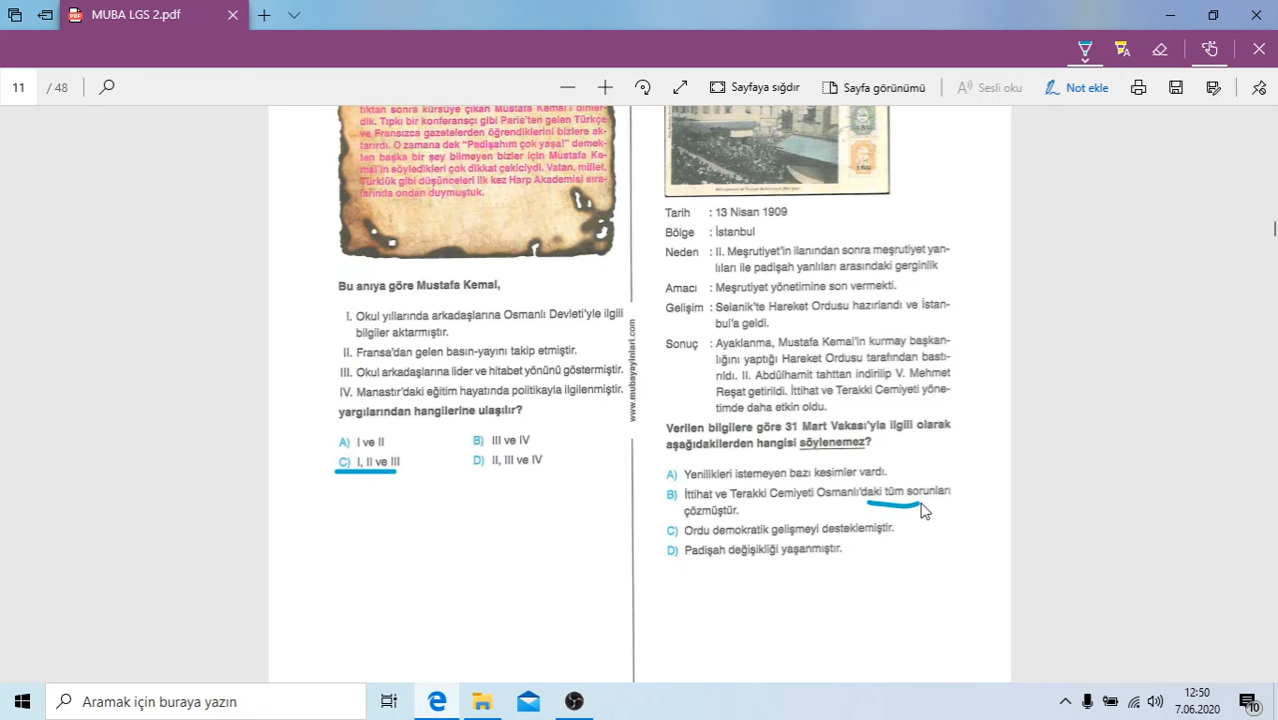 MUBA LGS 2.pdf
11 / 48
Sayfaya sığdır
Sayfa görünümü
Sesli oku
Not ekle
tıktan sonra kürsüye çıkan Mustafa Kemal'i dinler-
dik. Tıpkı bir konferansçı gibi Paris'ten gelen Türkçe
ve Fransızca gazetelerden öğrendiklerini bizlere ak-
tarırdı. O zamana dek "Padişahım çok yaşa!" demek-
ten başka bir şey bilmeyen bizler için Mustafa Ke-
mal'in söyledikleri çok dikkat çekiciydi. Vatan, millet,
Türklük gibi düşünceleri ilk kez Harp Akademisi sıra-
larında ondan duymuştuk.
Bu anıya göre Mustafa Kemal,
I. Okul yıllarında arkadaşlarına Osmanlı Devleti'yle ilgili
bilgiler aktarmıştır.
II. Fransa'dan gelen basın-yayını takip etmiştir.
III. Okul arkadaşlarına lider ve hitabet yönünü göstermiştir.
IV. Manastır'daki eğitim hayatında politikayla ilgilenmiştir.
yargılarından hangilerine ulaşılır?
A) I ve II
B) III ve IV
C) I, II ve III
D) II, III ve IV
www.mubayayinlari.com
Tarih : 13 Nisan 1909
Bölge : İstanbul
Neden : II. Meşrutiyet'in ilanından sonra meşrutiyet yan-
lıları ile padişah yanlıları arasındaki gerginlik
Amacı : Meşrutiyet yönetimine son vermekti.
Gelişim : Selanik'te Hareket Ordusu hazırlandı ve İstan-
bul'a geldi.
Sonuç : Ayaklanma, Mustafa Kemal'in kurmay başkan-
lığını yaptığı Hareket Ordusu tarafından bastı-
rıldı. II. Abdülhamit tahttan indirilip V. Mehmet
Reşat getirildi. İttihat ve Terakki Cemiyeti yöne-
timde daha etkin oldu.
Verilen bilgilere göre 31 Mart Vakası'yla ilgili olarak
aşağıdakilerden hangisi söylenemez?
A) Yenilikleri istemeyen bazı kesimler vardı.
B) İttihat ve Terakki Cemiyeti Osmanlı'daki tüm sorunları
çözmüştür.
C) Ordu demokratik gelişmeyi desteklemiştir.
D) Padişah değişikliği yaşanmıştır.
Aramak için buraya yazın
12:50
7.06.2020
10